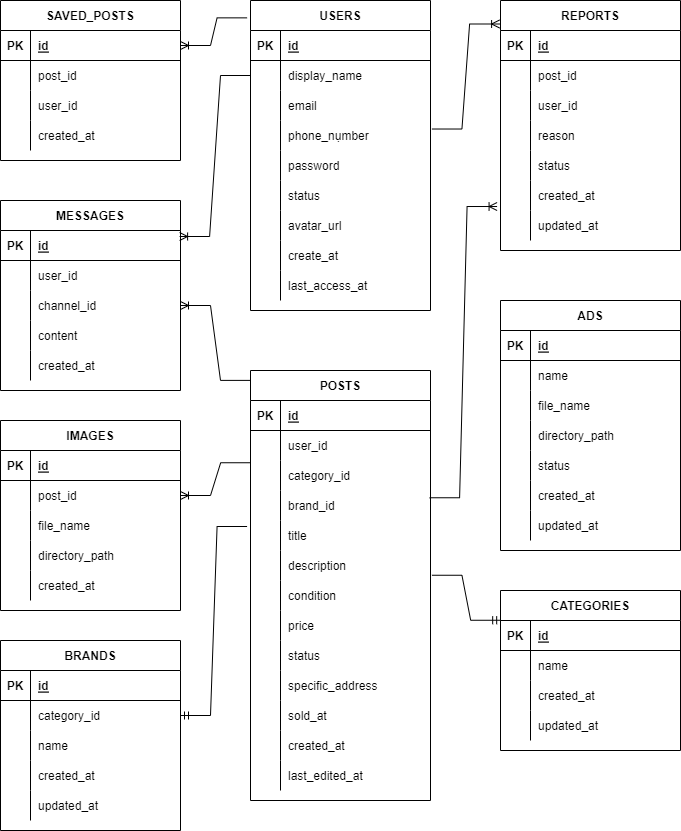 SAVED_POSTS
PK id
post_id
user_id
created_at
MESSAGES
PK id
user_id
channel_id
content
created_at
IMAGES
PK id
post_id
file_name
directory_path
created_at
BRANDS
PK id
category_id
name
created_at
updated_at
USERS
PK id
display_name
email
phone_number
password
status
avatar_url
create_at
last_access_at
POSTS
PK id
user_id
category_id
brand_id
title
description
condition
price
status
specific_address
sold_at
created_at
last_edited_at
REPORTS
PK id
post_id
user_id
reason
status
created_at
updated_at
ADS
PK id
name
file_name
directory_path
status
created_at
updated_at
CATEGORIES
PK id
name
created_at
updated_at